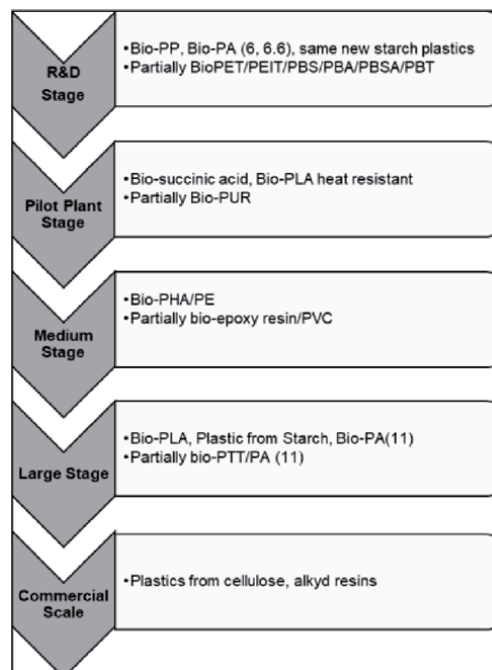 R&D
Stage
•Bio-PP, Bio-PA (6, 6.6), same new starch plastics
•Partially BioPET/PEIT/PBS/PBA/PBSA/PBT
Pilot Plant
Stage
•Bio-succinic acid, Bio-PLA heat resistant
•Partially Bio-PUR
Medium
Stage
•Bio-PHA/PE
•Partially bio-epoxy resin/PVC
Large Stage
•Bio-PLA, Plastic from Starch, Bio-PA(11)
•Partially bio-PTT/PA (11)
Commercial
Scale
•Plastics from cellulose, alkyd resins